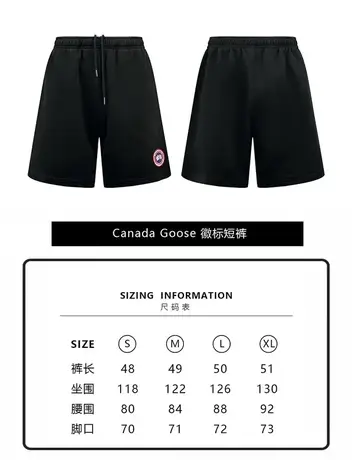 Canada Goose 徽标短裤
SIZING INFORMATION
尺码表
SIZE S M L XL
裤长 48 49 50 51
坐围 118 122 126 130
腰围 80 84 88 92
脚口 70 71 72 73